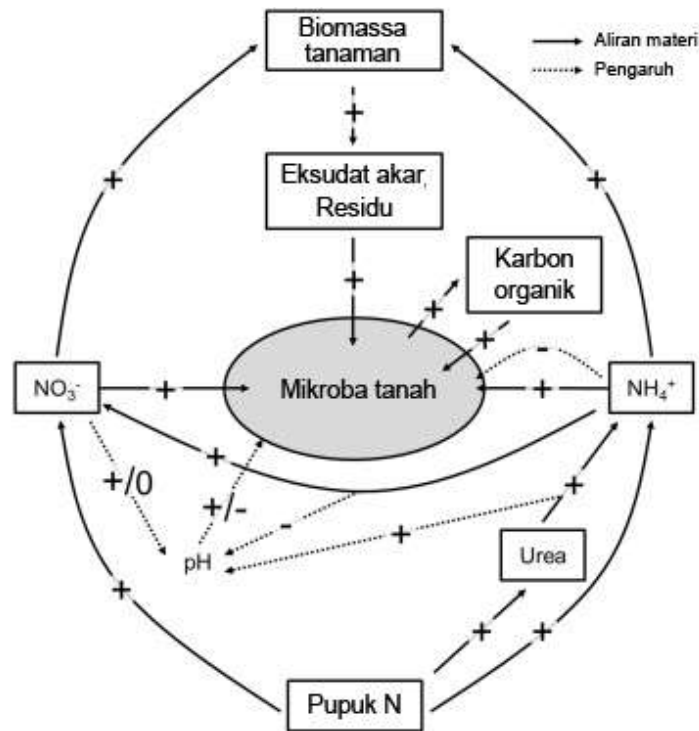 Biomassa
tanaman
Aliran materi
Pengaruh
+
Eksudat akar,
Residu
+
+
+
Karbon
organik
+
+
-
NO₃⁻
+
Mikroba tanah
+
NH₄⁺
+
+/0
+/-
-
+
+
pH
Urea
+
+
+
Pupuk N